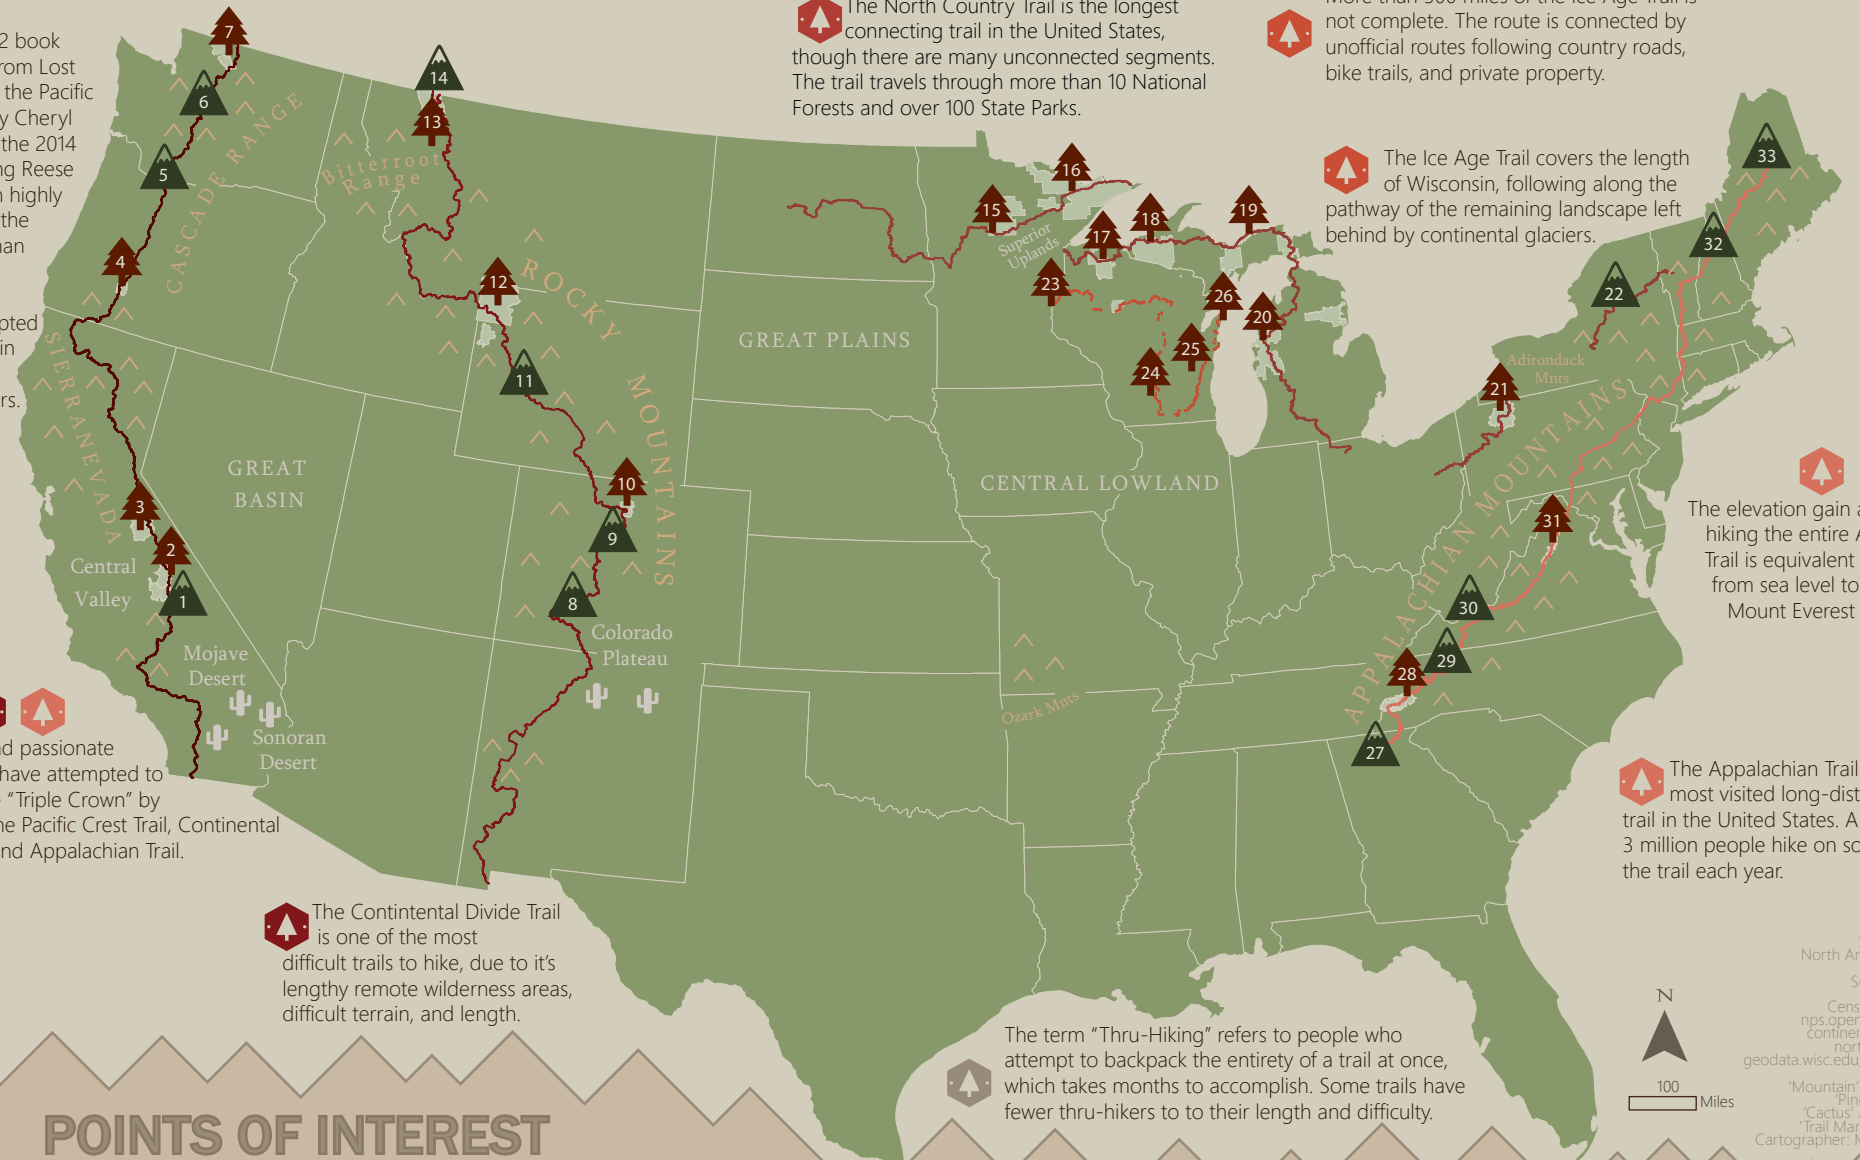 2 book
rom Lost
the Pacific
y Cheryl
the 2014
ng Reese
n highly
the
han
pted
in
rs.
The North Country Trail is the longest
connecting trail in the United States,
though there are many unconnected segments.
The trail travels through more than 10 National
Forests and over 100 State Parks.
not complete. The route is connected by
unofficial routes following country roads,
bike trails, and private property.
The Ice Age Trail covers the length
of Wisconsin, following along the
pathway of the remaining landscape left
behind by continental glaciers.
7
14
6
13
5
4
CASCADE RANGE
Bitterroot
Range
16
15
18
19
17
33
32
Superior
Uplands
12
23
26
20
22
ROCKY
MOUNTAINS
GREAT PLAINS
25
24
11
Adirondack
Mnts
21
SIERRA NEVADA
GREAT
BASIN
10
CENTRAL LOWLAND
APPALACHIAN MOUNTAINS
3
9
31
2
Central
Valley
1
8
30
Colorado
Plateau
29
28
Mojave
Desert
Ozark Mnts
Sonoran
Desert
27
The elevation gain a
hiking the entire A
Trail is equivalent
from sea level to
Mount Everest
nd passionate
have attempted to
“Triple Crown” by
he Pacific Crest Trail, Continental
nd Appalachian Trail.
The Appalachian Trail
most visited long-dist
trail in the United States. A
3 million people hike on so
the trail each year.
The Contintental Divide Trail
is one of the most
difficult trails to hike, due to it’s
lengthy remote wilderness areas,
difficult terrain, and length.
The term “Thru-Hiking” refers to people who
attempt to backpack the entirety of a trail at once,
which takes months to accomplish. Some trails have
fewer thru-hikers to to their length and difficulty.
N
100
Miles
North Am
Cens
nps.open
contine
nort
geodata.wisc.edu
‘Mountain’
‘Pin
‘Cactus’
‘Trail Mar
Cartographer: M
POINTS OF INTEREST